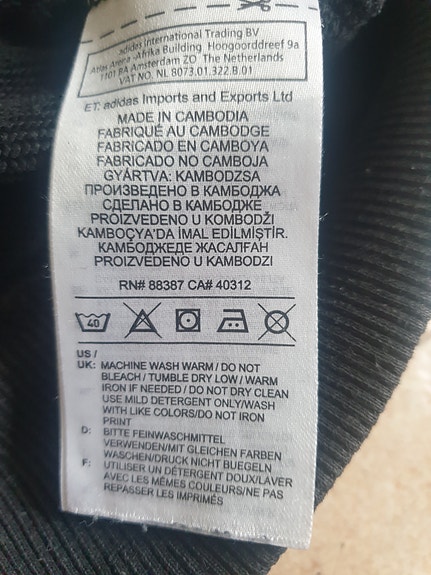 adidas International Trading BV
Atlas Arena -Afrika Building Hoogoorddreef 9a
1101 BA Amsterdam ZO The Netherlands
VAT NO. NL 8073.01.322.B.01
ET: adidas Imports and Exports Ltd
MADE IN CAMBODIA
FABRIQUÉ AU CAMBODGE
FABRICADO EN CAMBOYA
FABRICADO NO CAMBOJA
GYÁRTVA: KAMBODZSA
ПРОИЗВЕДЕНО В КАМБОДЖА
СДЕЛАНО В КАМБОДЖЕ
PROIZVEDENO U KOMBODŽI
KAMBOÇYA'DA İMAL EDİLMİŞTİR.
КАМБОДЖЕДЕ ЖАСАЛҒАН
PROIZVEDENO U KAMBODZI
RN# 88387 CA# 40312
40
US /
UK: MACHINE WASH WARM / DO NOT
BLEACH / TUMBLE DRY LOW / WARM
IRON IF NEEDED / DO NOT DRY CLEAN
USE MILD DETERGENT ONLY/WASH
WITH LIKE COLORS/DO NOT IRON
PRINT
D: BITTE FEINWASCHMITTEL
VERWENDEN/MIT GLEICHEN FARBEN
WASCHEN/DRUCK NICHT BUEGELN
F: UTILISER UN DÉTERGENT DOUX/LAVER
AVEC LES MÊMES COULEURS/NE PAS
REPASSER LES IMPRIMÉS